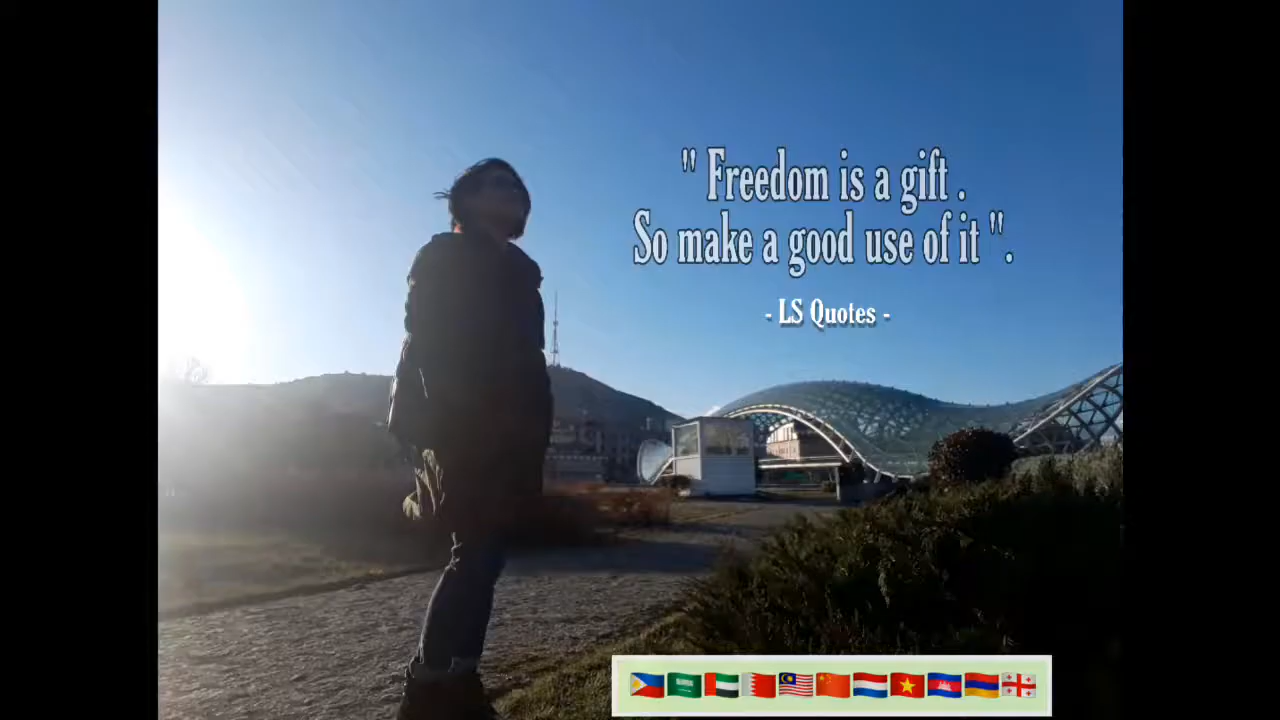 " Freedom is a gift .
So make a good use of it ".
- LS Quotes -